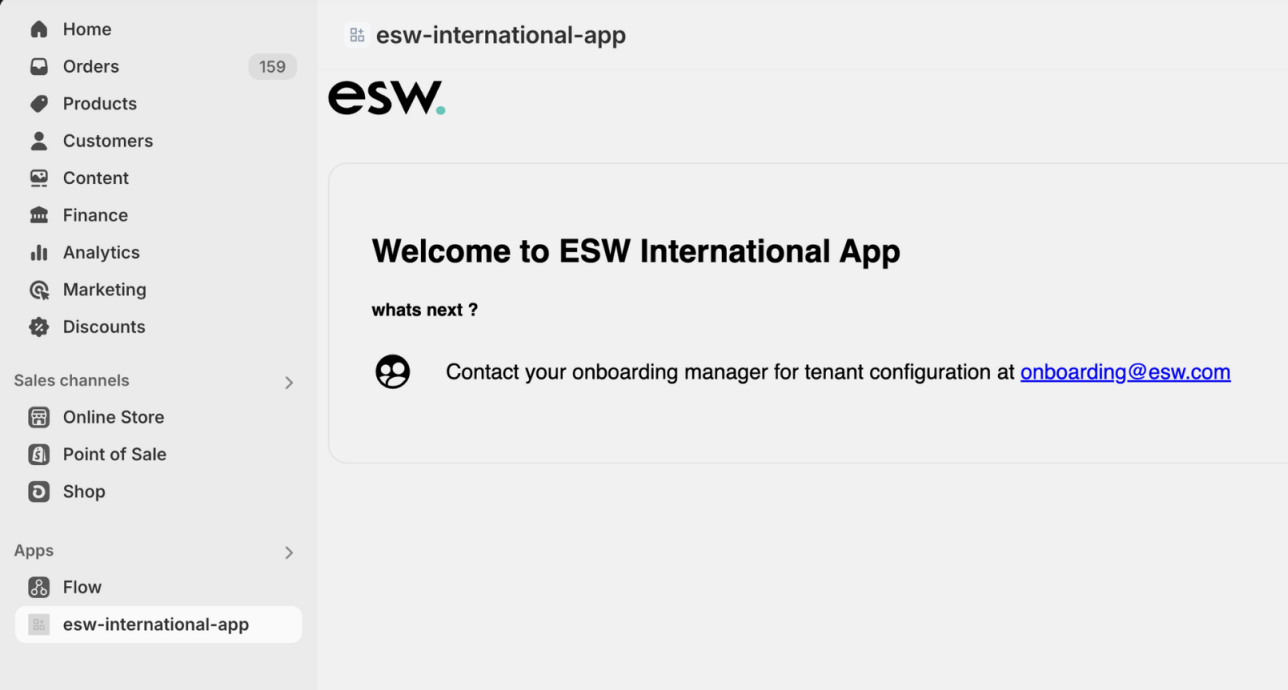 Home
Orders 159
Products
Customers
Content
Finance
Analytics
Marketing
Discounts
Sales channels
Online Store
Point of Sale
Shop
Apps
Flow
esw-international-app
esw-international-app
esw.
Welcome to ESW International App
whats next ?
Contact your onboarding manager for tenant configuration at onboarding@esw.com